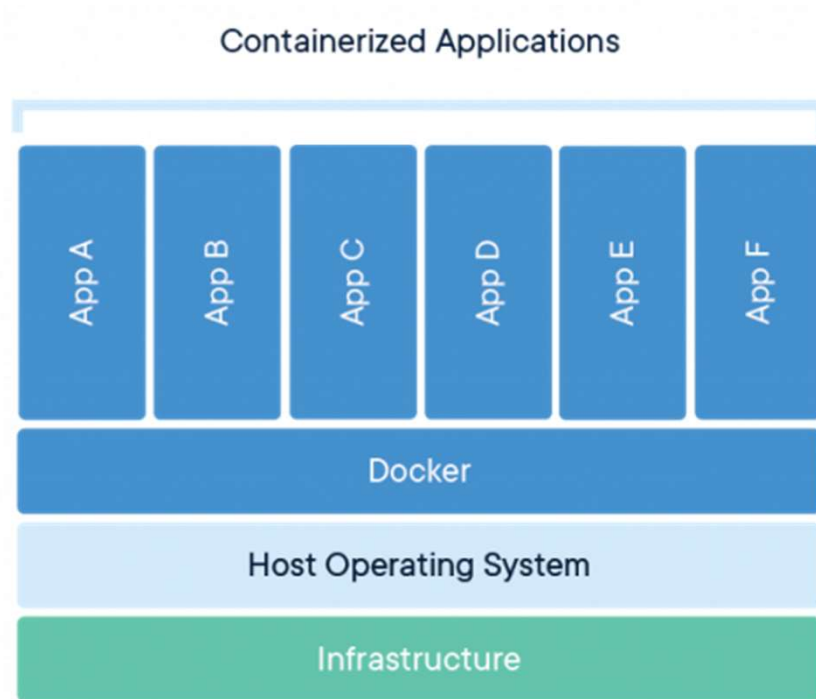 Containerized Applications
App A
App B
App C
App D
App E
App F
Docker
Host Operating System
Infrastructure